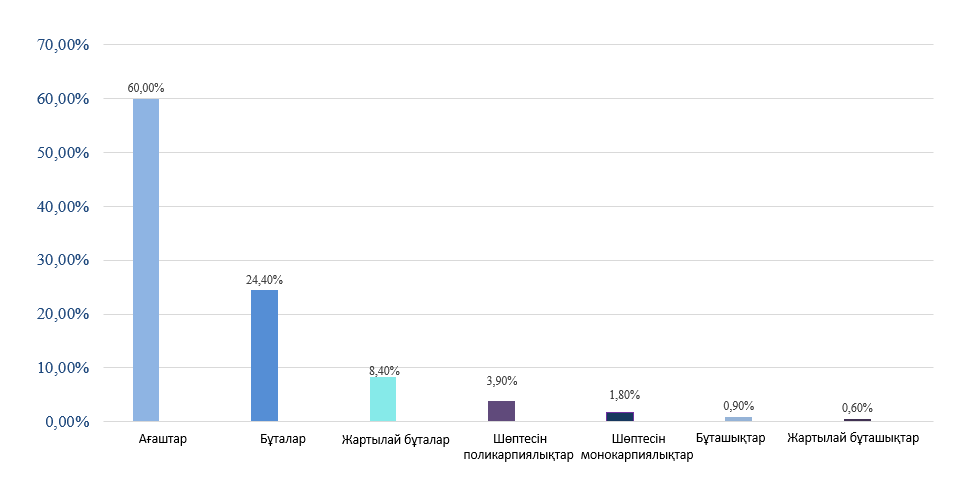 70,00%
60,00%
60,00%
50,00%
40,00%
30,00%
24,40%
20,00%
10,00%
8,40%
3,90%
1,80%
0,90%
0,60%
0,00%
Ағаштар
Бұталар
Жартылай бұталар
Шөптесін
поликарпиялықтар
Шөптесін
монокарпиялықтар
Бұташықтар
Жартылай бұташықтар